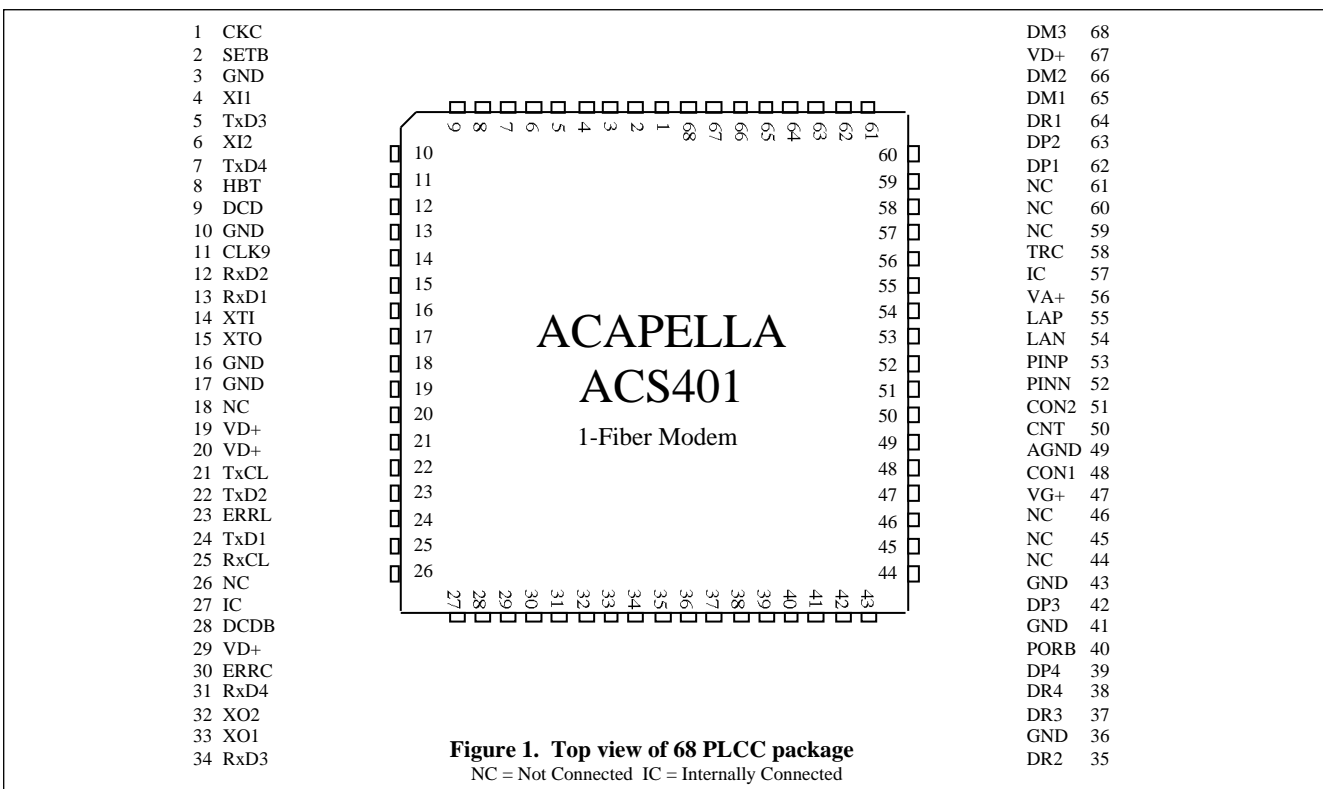 1 CKC
2 SETB
3 GND
4 XI1
5 TxD3
6 XI2
7 TxD4
8 HBT
9 DCD
10 GND
11 CLK9
12 RxD2
13 RxD1
14 XTI
15 XTO
16 GND
17 GND
18 NC
19 VD+
20 VD+
21 TxCL
22 TxD2
23 ERRL
24 TxD1
25 RxCL
26 NC
27 IC
28 DCDB
29 VD+
30 ERRC
31 RxD4
32 XO2
33 XO1
34 RxD3
9 8 7 6 5 4 3 2 1 68 67 66 65 64 63 62 61
10
11
12
13
14
15
16
17
18
19
20
21
22
23
24
25
26
ACAPELLA
ACS401
1-Fiber Modem
60
59
58
57
56
55
54
53
52
51
50
49
48
47
46
45
44
27 28 29 30 31 32 33 34 35 36 37 38 39 40 41 42 43
DM3 68
VD+ 67
DM2 66
DM1 65
DR1 64
DP2 63
DP1 62
NC 61
NC 60
NC 59
TRC 58
IC 57
VA+ 56
LAP 55
LAN 54
PINP 53
PINN 52
CON2 51
CNT 50
AGND 49
CON1 48
VG+ 47
NC 46
NC 45
NC 44
GND 43
DP3 42
GND 41
PORB 40
DP4 39
DR4 38
DR3 37
GND 36
DR2 35
Figure 1. Top view of 68 PLCC package
NC = Not Connected IC = Internally Connected